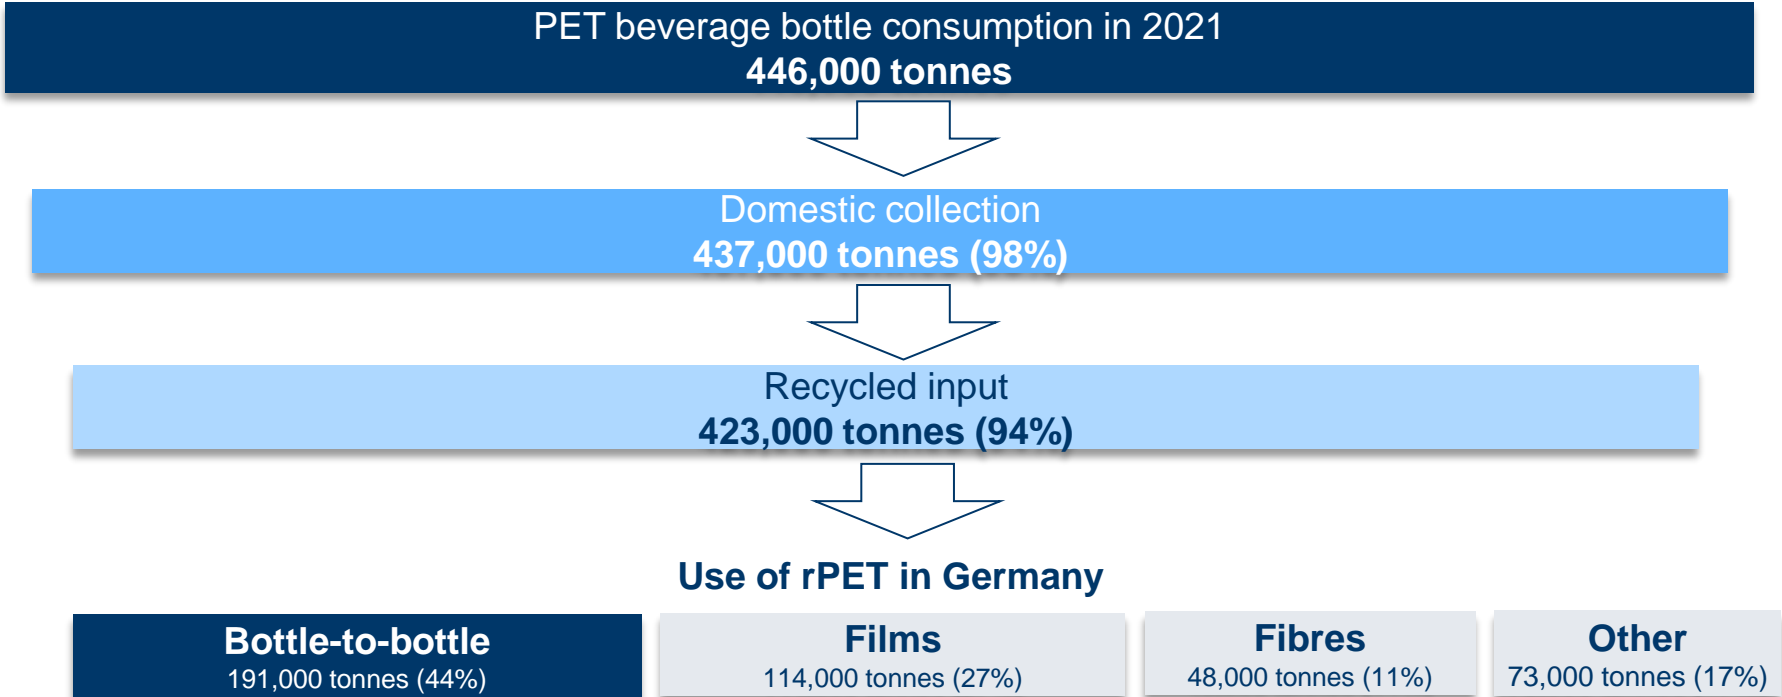 PET beverage bottle consumption in 2021
446,000 tonnes
Domestic collection
437,000 tonnes (98%)
Recycled input
423,000 tonnes (94%)
Use of rPET in Germany
Bottle-to-bottle
191,000 tonnes (44%)
Films
114,000 tonnes (27%)
Fibres
48,000 tonnes (11%)
Other
73,000 tonnes (17%)